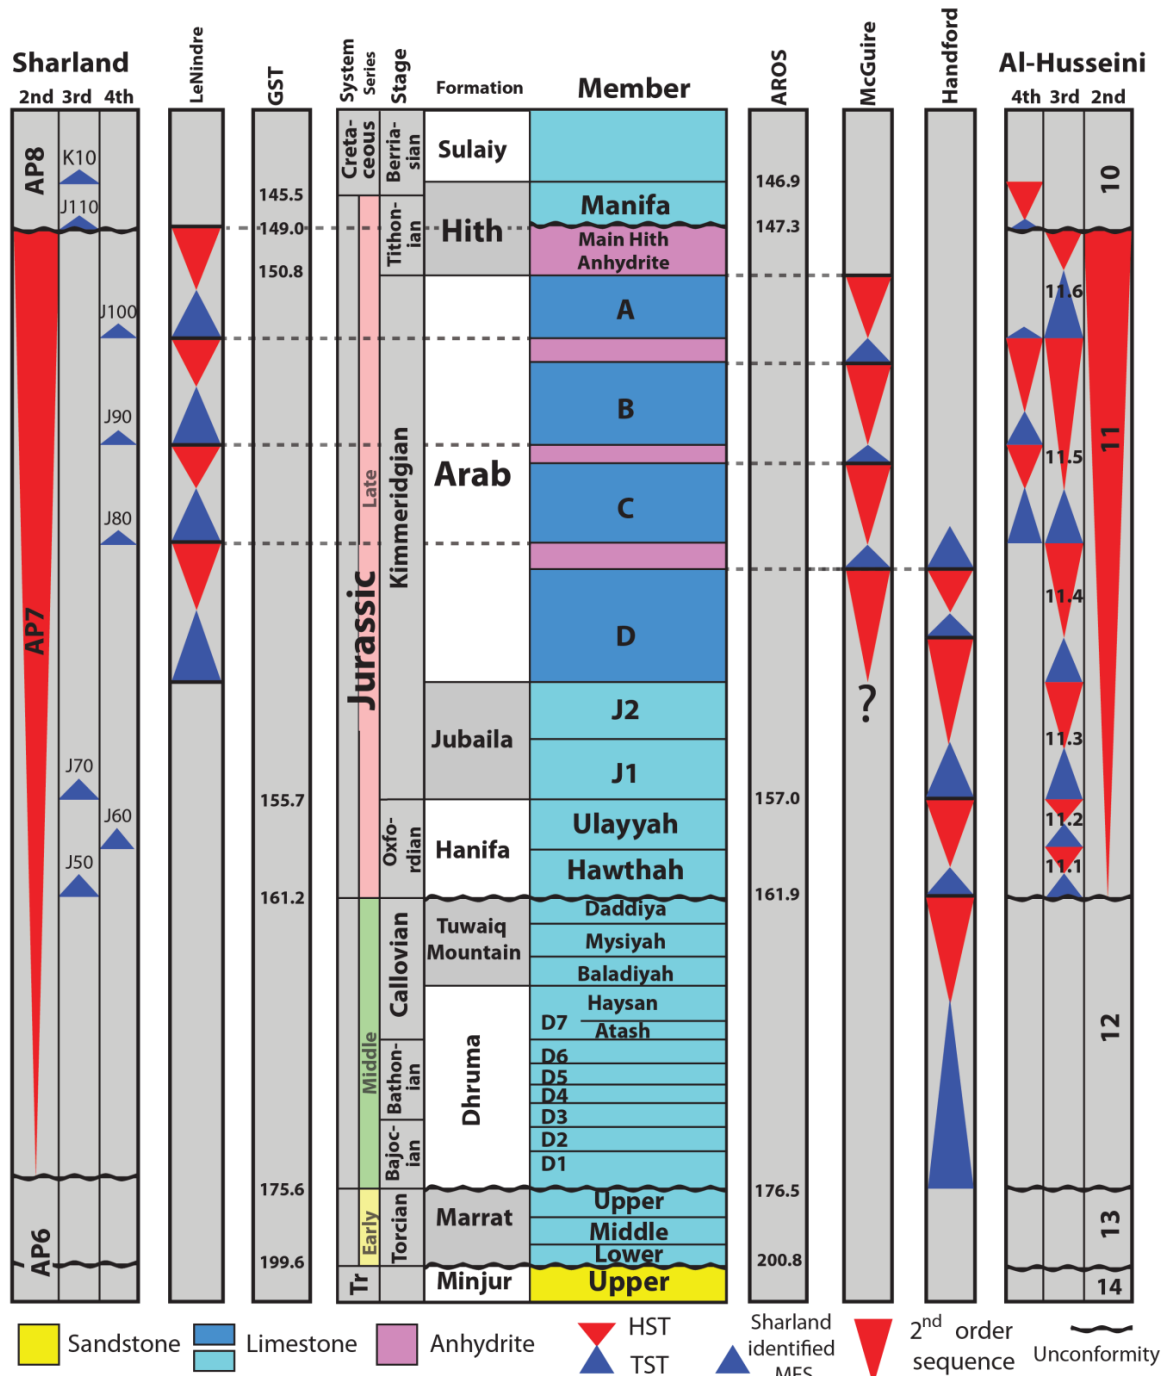 Sharland
2nd 3rd 4th
LeNindre
GST
System
Series
Stage
Formation
Member
AROS
McGuire
Handford
Al-Husseini
4th 3rd 2nd
AP8
K10
J110
AP7
J100
J90
J80
J70
J60
J50
AP6
145.5
149.0
150.8
155.7
161.2
175.6
199.6
Creta-
ceous
Jurassic
Tr
Late
Middle
Early
Berria-
sian
Tithon-
ian
Kimmeridgian
Oxfo-
rdian
Callovian
Bathon-
ian
Bajoc-
ian
Torcian
Sulaiy
Hith
Arab
Jubaila
Hanifa
Tuwaiq
Mountain
Dhruma
Marrat
Minjur
Manifa
Main Hith
Anhydrite
A
B
C
D
J2
J1
Ulayyah
Hawthah
Daddiya
Mysiyah
Baladiyah
Haysan
D7
Atash
D6
D5
D4
D3
D2
D1
Upper
Middle
Lower
Upper
146.9
147.3
157.0
161.9
176.5
200.8
?
11.6
11.5
11.4
11.3
11.2
11.1
10
11
12
13
14
Sandstone
Limestone
Anhydrite
HST
TST
Sharland
identified
MFS
2nd order
sequence
Unconformity